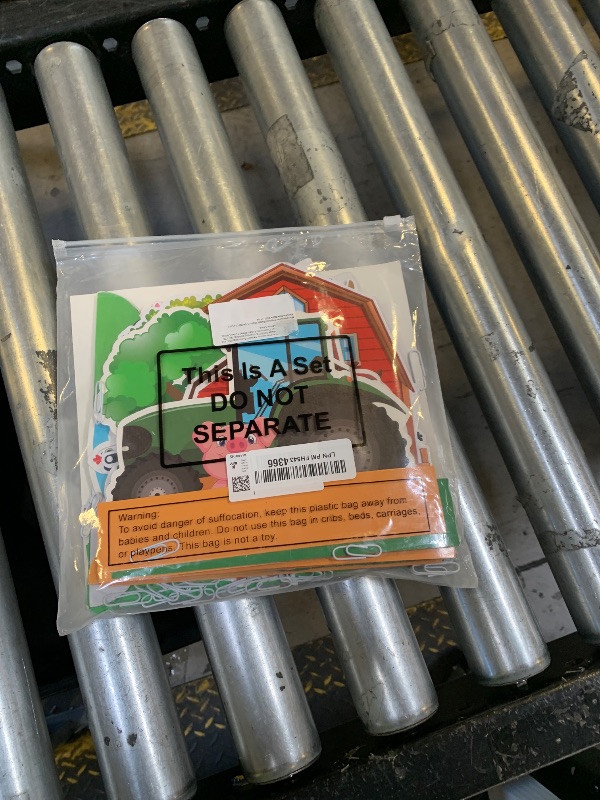 This Is A Set
DO NOT
SEPARATE
Warning:
To avoid danger of suffocation, keep this plastic bag away from
babies and children. Do not use this bag in cribs, beds, carriages,
or playpens. This bag is not a toy.